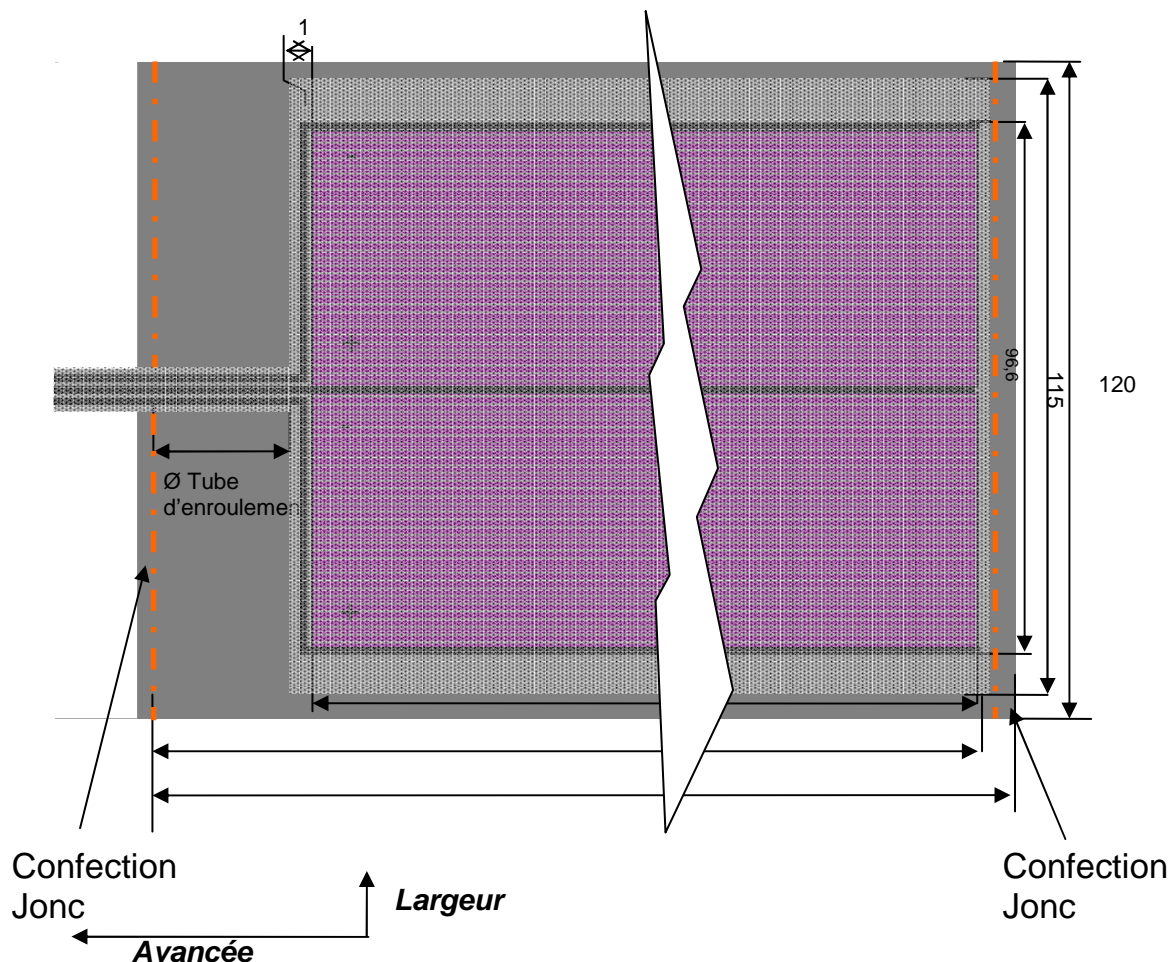 1
96,6
115
120
Ø Tube
d'enroulemen
Confection
Jonc
Confection
Jonc
Largeur
Avancée